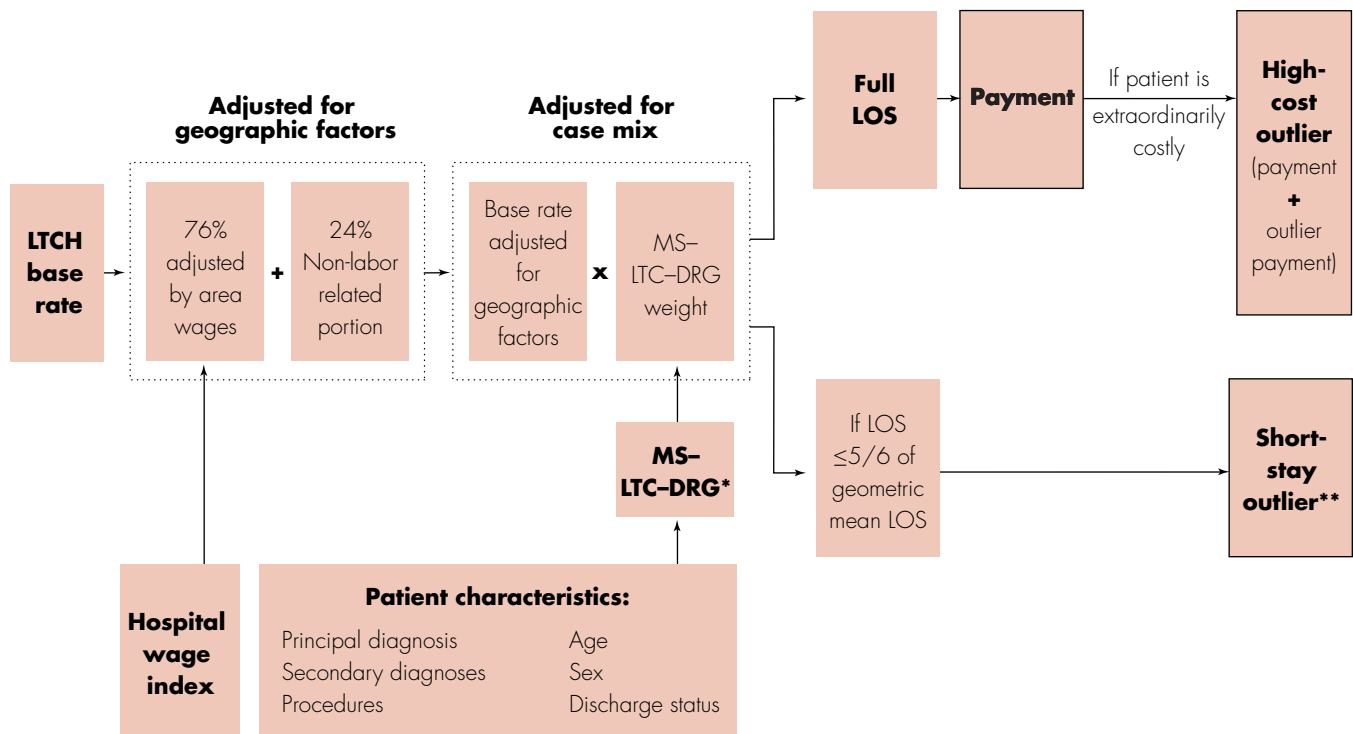 Adjusted for
geographic factors
Adjusted for
case mix
LTCH
base
rate
76%
adjusted
by area
wages
+
24%
Non-labor
related
portion
Base rate
adjusted
for
geographic
factors
x
MS–
LTC–DRG
weight
Full
LOS
Payment
If patient is
extraordinarily
costly
High-
cost
outlier
(payment
+
outlier
payment)
MS–
LTC–DRG*
If LOS
≤5/6 of
geometric
mean LOS
Short-
stay
outlier**
Hospital
wage
index
Patient characteristics:
Principal diagnosis
Secondary diagnoses
Procedures
Age
Sex
Discharge status